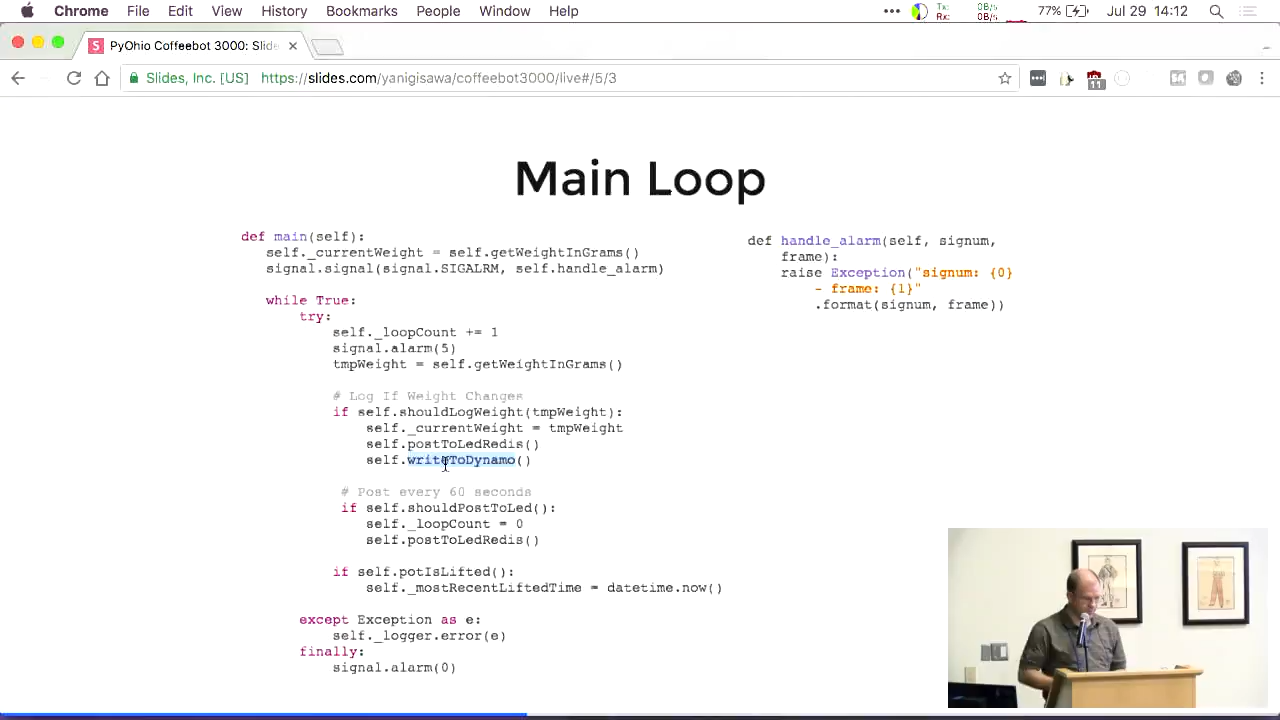 Chrome File Edit View History Bookmarks People Window Help
Tx: 0B/s
Rx: 0B/s
77% Jul 29 14:12
S PyOhio Coffeebot 3000: Slide
Slides, Inc. [US] https://slides.com/yanigisawa/coffeebot3000/live#/5/3
11
Main Loop
def main(self):
self._currentWeight = self.getWeightInGrams()
signal.signal(signal.SIGALRM, self.handle_alarm)
while True:
try:
self._loopCount += 1
signal.alarm(5)
tmpWeight = self.getWeightInGrams()
# Log If Weight Changes
if self.shouldLogWeight(tmpWeight):
self._currentWeight = tmpWeight
self.postToLedRedis()
self.writeToDynamo()
# Post every 60 seconds
if self.shouldPostToLed():
self._loopCount = 0
self.postToLedRedis()
if self.potIsLifted():
self._mostRecentLiftedTime = datetime.now()
except Exception as e:
self._logger.error(e)
finally:
signal.alarm(0)
def handle_alarm(self, signum,
frame):
raise Exception("signum: {0}
- frame: {1}"
.format(signum, frame))